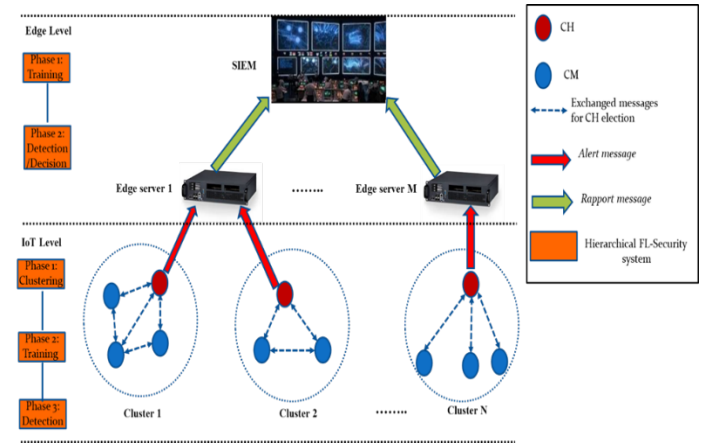 Edge Level
Phase 1:
Training
Phase 2:
Detection
/Decision
SIEM
Edge server 1
........
Edge server M
IoT Level
Phase 1:
Clustering
Phase 2:
Training
Phase 3:
Detection
Cluster 1
Cluster 2
........
Cluster N
CH
CM
Exchanged messages
for CH election
Alert message
Rapport message
Hierarchical FL-Security
system